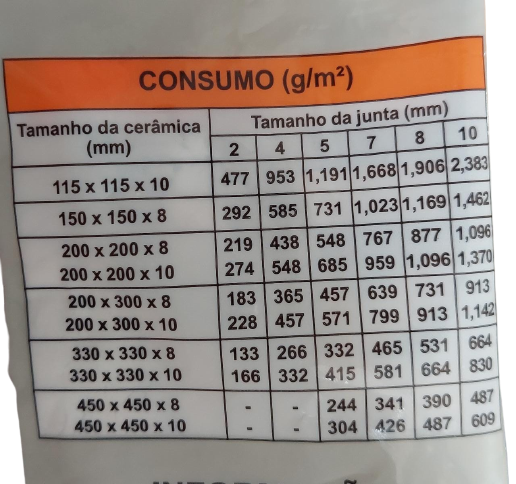 CONSUMO (g/m²)
Tamanho da cerâmica (mm) Tamanho da junta (mm)
2 4 5 7 8 10
115 x 115 x 10 477 953 1,191 1,668 1,906 2,383
150 x 150 x 8 292 585 731 1,023 1,169 1,462
200 x 200 x 8 219 438 548 767 877 1,096
200 x 200 x 10 274 548 685 959 1,096 1,370
200 x 300 x 8 183 365 457 639 731 913
200 x 300 x 10 228 457 571 799 913 1,142
330 x 330 x 8 133 266 332 465 531 664
330 x 330 x 10 166 332 415 581 664 830
450 x 450 x 8 - - 244 341 390 487
450 x 450 x 10 - - 304 426 487 609